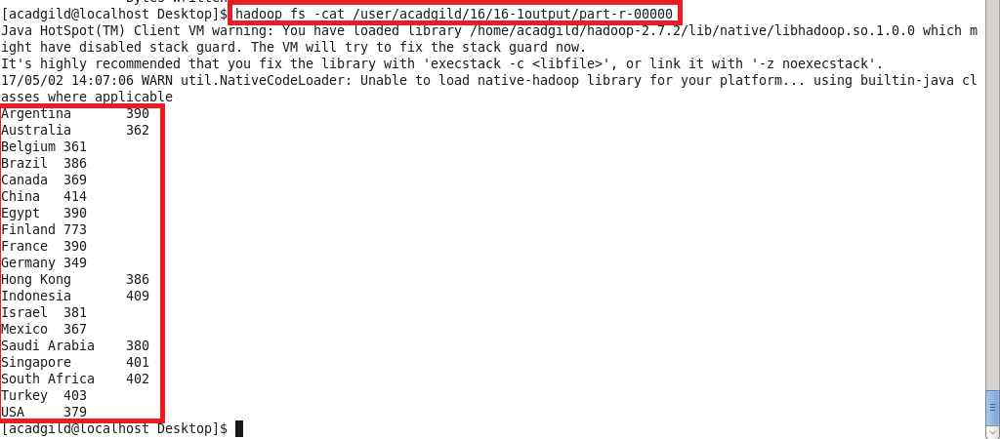 Bytes Written
[acadgild@localhost Desktop]$ hadoop fs -cat /user/acadgild/16/16-1output/part-r-00000
Java HotSpot(TM) Client VM warning: You have loaded library /home/acadgild/hadoop-2.7.2/lib/native/libhadoop.so.1.0.0 which m
ight have disabled stack guard. The VM will try to fix the stack guard now.
It's highly recommended that you fix the library with 'execstack -c <libfile>', or link it with '-z noexecstack'.
17/05/02 14:07:06 WARN util.NativeCodeLoader: Unable to load native-hadoop library for your platform... using builtin-java cl
asses where applicable
Argentina 390
Australia 362
Belgium 361
Brazil 386
Canada 369
China 414
Egypt 390
Finland 773
France 390
Germany 349
Hong Kong 386
Indonesia 409
Israel 381
Mexico 367
Saudi Arabia 380
Singapore 401
South Africa 402
Turkey 403
USA 379
[acadgild@localhost Desktop]$